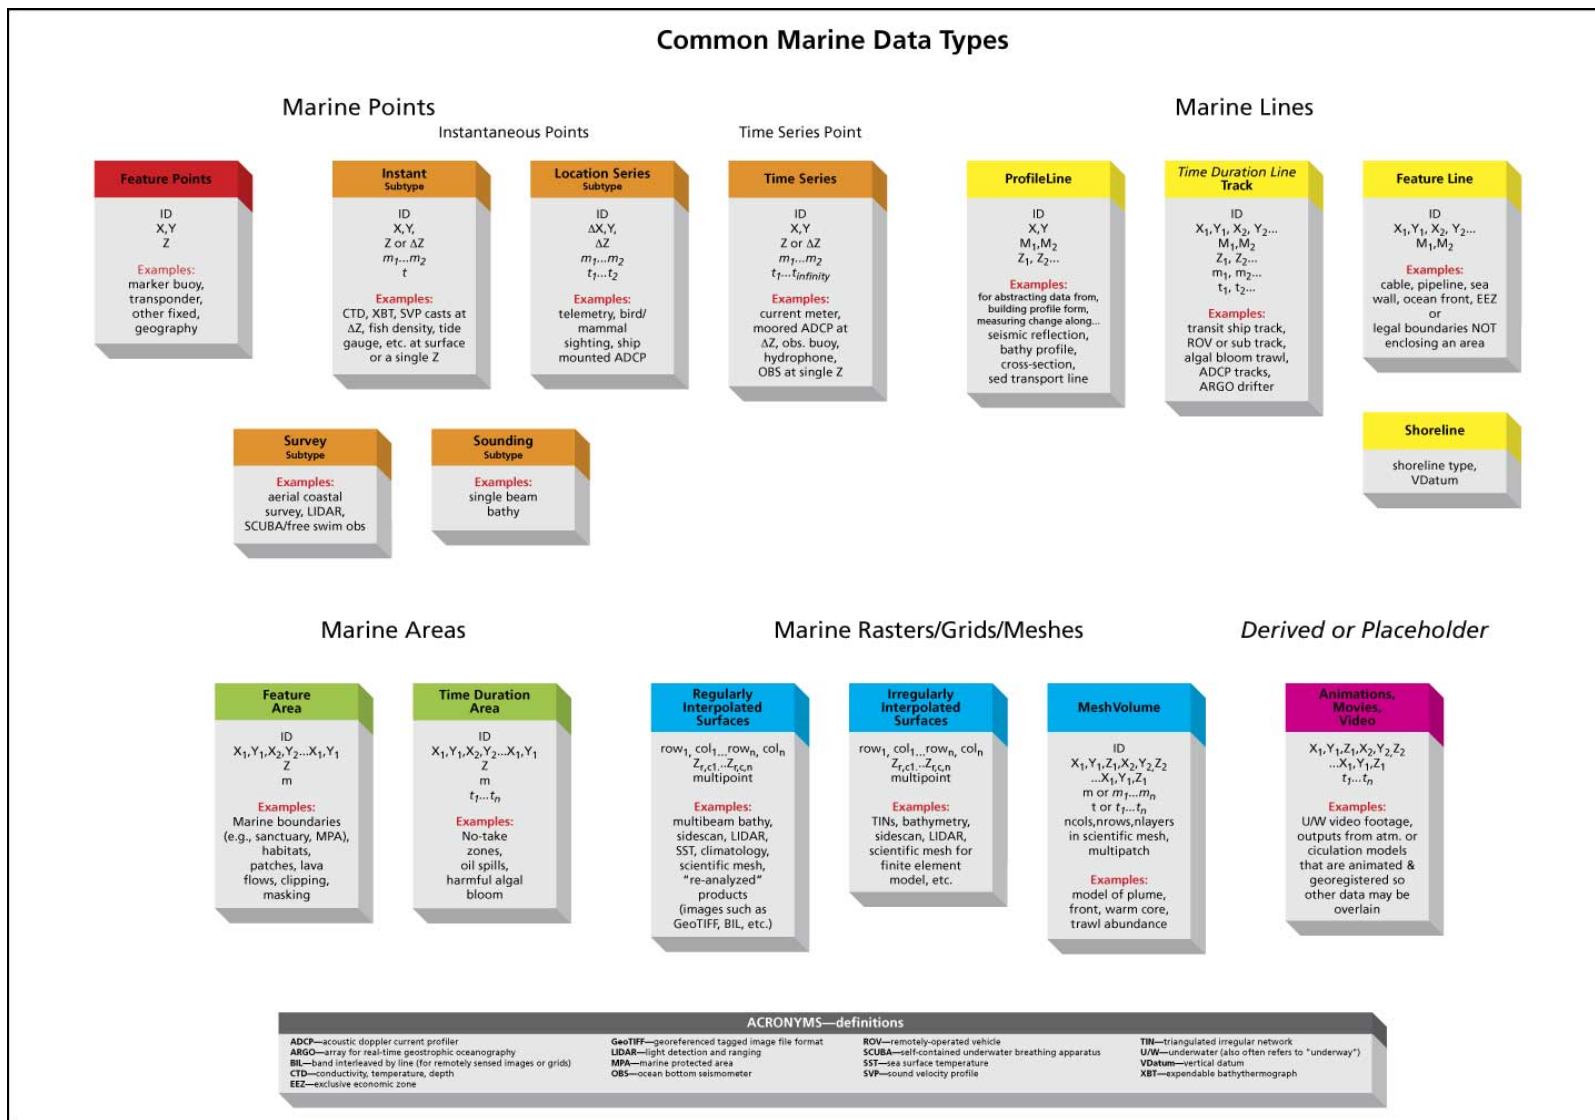 Common Marine Data Types
Marine Points
Instantaneous Points
Time Series Point
Feature Points
ID
X,Y
Z
Examples:
marker buoy,
transponder,
other fixed,
geography
Instant
Subtype
ID
X,Y,
Z or ΔZ
m₁...m₂
t
Examples:
CTD, XBT, SVP casts at
ΔZ, fish density, tide
gauge, etc. at surface
or a single Z
Location Series
Subtype
ID
ΔX,Y,
ΔZ
m₁...m₂
t₁...t₂
Examples:
telemetry, bird/
mammal
sighting, ship
mounted ADCP
Time Series
ID
X,Y
Z or ΔZ
m₁...m₂
t₁...t_infinity
Examples:
current meter,
moored ADCP at
ΔZ, obs. buoy,
hydrophone,
OBS at single Z
Survey
Subtype
Examples:
aerial coastal
survey, LIDAR,
SCUBA/free swim obs
Sounding
Subtype
Examples:
single beam
bathy
Marine Lines
ProfileLine
ID
X,Y
M₁,M₂
Z₁, Z₂...
Examples:
for abstracting data from,
building profile form,
measuring change along...
seismic reflection,
bathy profile,
cross-section,
sed transport line
Time Duration Line
Track
ID
X₁,Y₁, X₂, Y₂...
M₁,M₂
Z₁, Z₂...
m₁, m₂...
t₁, t₂...
Examples:
transit ship track,
ROV or sub track,
algal bloom trawl,
ADCP tracks,
ARGO drifter
Feature Line
ID
X₁,Y₁, X₂, Y₂...
M₁,M₂
Examples:
cable, pipeline, sea
wall, ocean front, EEZ
or
legal boundaries NOT
enclosing an area
Shoreline
shoreline type,
VDatum
Marine Areas
Feature
Area
ID
X₁,Y₁,X₂,Y₂...X₁,Y₁
Z
m
Examples:
Marine boundaries
(e.g., sanctuary, MPA),
habitats,
patches, lava
flows, clipping,
masking
Time Duration
Area
ID
X₁,Y₁,X₂,Y₂...X₁,Y₁
Z
m
t₁...tₙ
Examples:
No-take
zones,
oil spills,
harmful algal
bloom
Marine Rasters/Grids/Meshes
Regularly
Interpolated
Surfaces
row₁, col₁...rowₙ, colₙ
Z_r,c1...Z_r,c,n
multipoint
Examples:
multibeam bathy,
sidescan, LIDAR,
SST, climatology,
scientific mesh,
"re-analyzed"
products
(images such as
GeoTIFF, BIL, etc.)
Irregularly
Interpolated
Surfaces
row₁, col₁...rowₙ, colₙ
Z_r,c1...Z_r,c,n
multipoint
Examples:
TINs, bathymetry,
sidescan, LIDAR,
scientific mesh for
finite element
model, etc.
MeshVolume
ID
X₁,Y₁,Z₁,X₂,Y₂,Z₂
...X₁,Y₁,Z₁
m or m₁...mₙ
t or t₁...tₙ
ncols,nrows,nlayers
in scientific mesh,
multipatch
Examples:
model of plume,
front, warm core,
trawl abundance
Derived or Placeholder
Animations,
Movies,
Video
X₁,Y₁,Z₁,X₂,Y₂,Z₂
...X₁,Y₁,Z₁
t₁...tₙ
Examples:
U/W video footage,
outputs from atm. or
ciculation models
that are animated &
georegistered so
other data may be
overlain
ACRONYMS—definitions
ADCP—acoustic doppler current profiler
ARGO—array for real-time geostrophic oceanography
BIL—band interleaved by line (for remotely sensed images or grids)
CTD—conductivity, temperature, depth
EEZ—exclusive economic zone
GeoTIFF—georeferenced tagged image file format
LIDAR—light detection and ranging
MPA—marine protected area
OBS—ocean bottom seismometer
ROV—remotely-operated vehicle
SCUBA—self-contained underwater breathing apparatus
SST—sea surface temperature
SVP—sound velocity profile
TIN—triangulated irregular network
U/W—underwater (also often refers to "underway")
VDatum—vertical datum
XBT—expendable bathythermograph